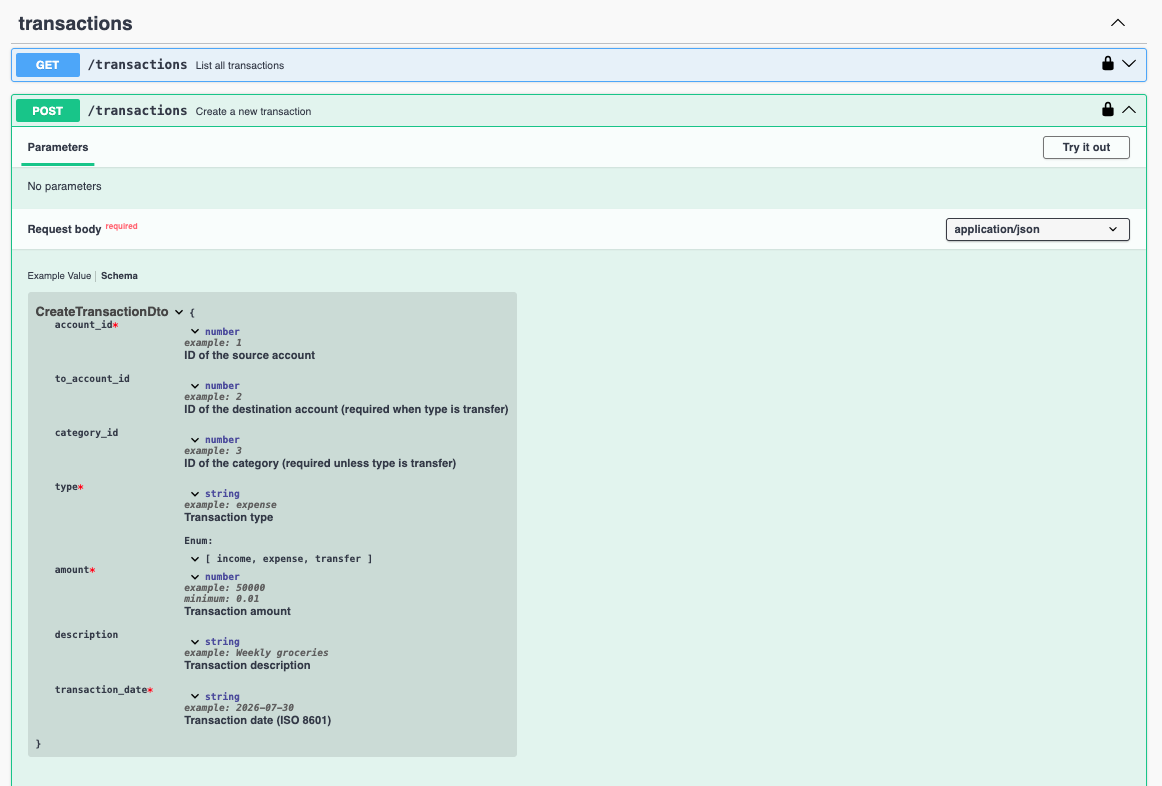 transactions
GET /transactions List all transactions
POST /transactions Create a new transaction
Parameters Try it out
No parameters
Request body required application/json
Example Value Schema
CreateTransactionDto {
account_id*
number
example: 1
ID of the source account
to_account_id
number
example: 2
ID of the destination account (required when type is transfer)
category_id
number
example: 3
ID of the category (required unless type is transfer)
type*
string
example: expense
Transaction type
Enum:
[ income, expense, transfer ]
amount*
number
example: 50000
minimum: 0.01
Transaction amount
description
string
example: Weekly groceries
Transaction description
transaction_date*
string
example: 2026-07-30
Transaction date (ISO 8601)
}